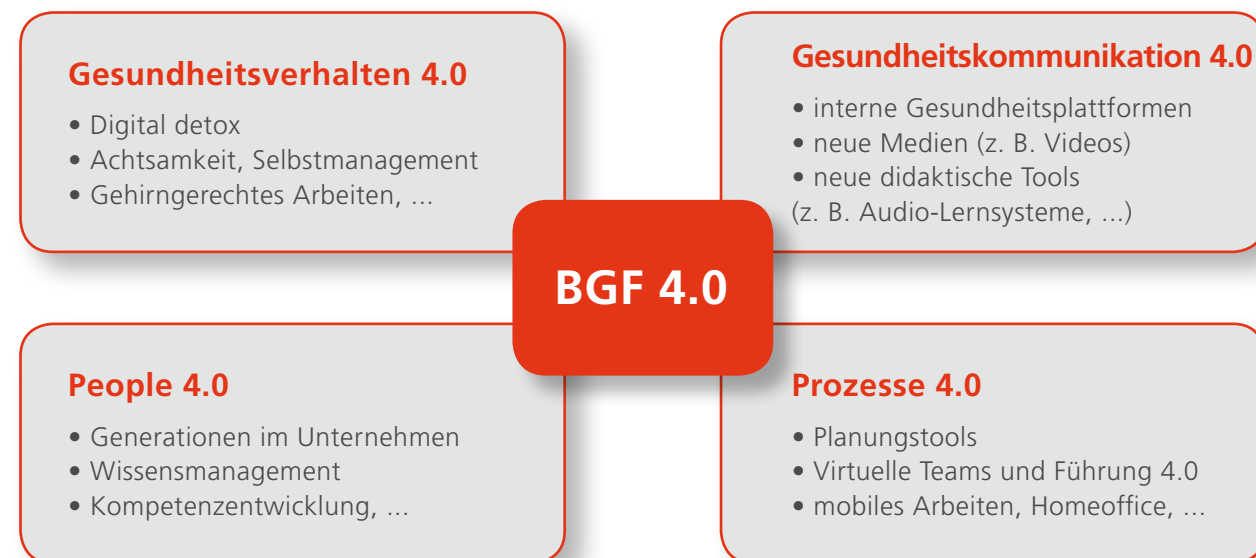 Gesundheitsverhalten 4.0
• Digital detox
• Achtsamkeit, Selbstmanagement
• Gehirngerechtes Arbeiten, ...
Gesundheitskommunikation 4.0
• interne Gesundheitsplattformen
• neue Medien (z. B. Videos)
• neue didaktische Tools
(z. B. Audio-Lernsysteme, ...)
BGF 4.0
People 4.0
• Generationen im Unternehmen
• Wissensmanagement
• Kompetenzentwicklung, ...
Prozesse 4.0
• Planungstools
• Virtuelle Teams und Führung 4.0
• mobiles Arbeiten, Homeoffice, ...